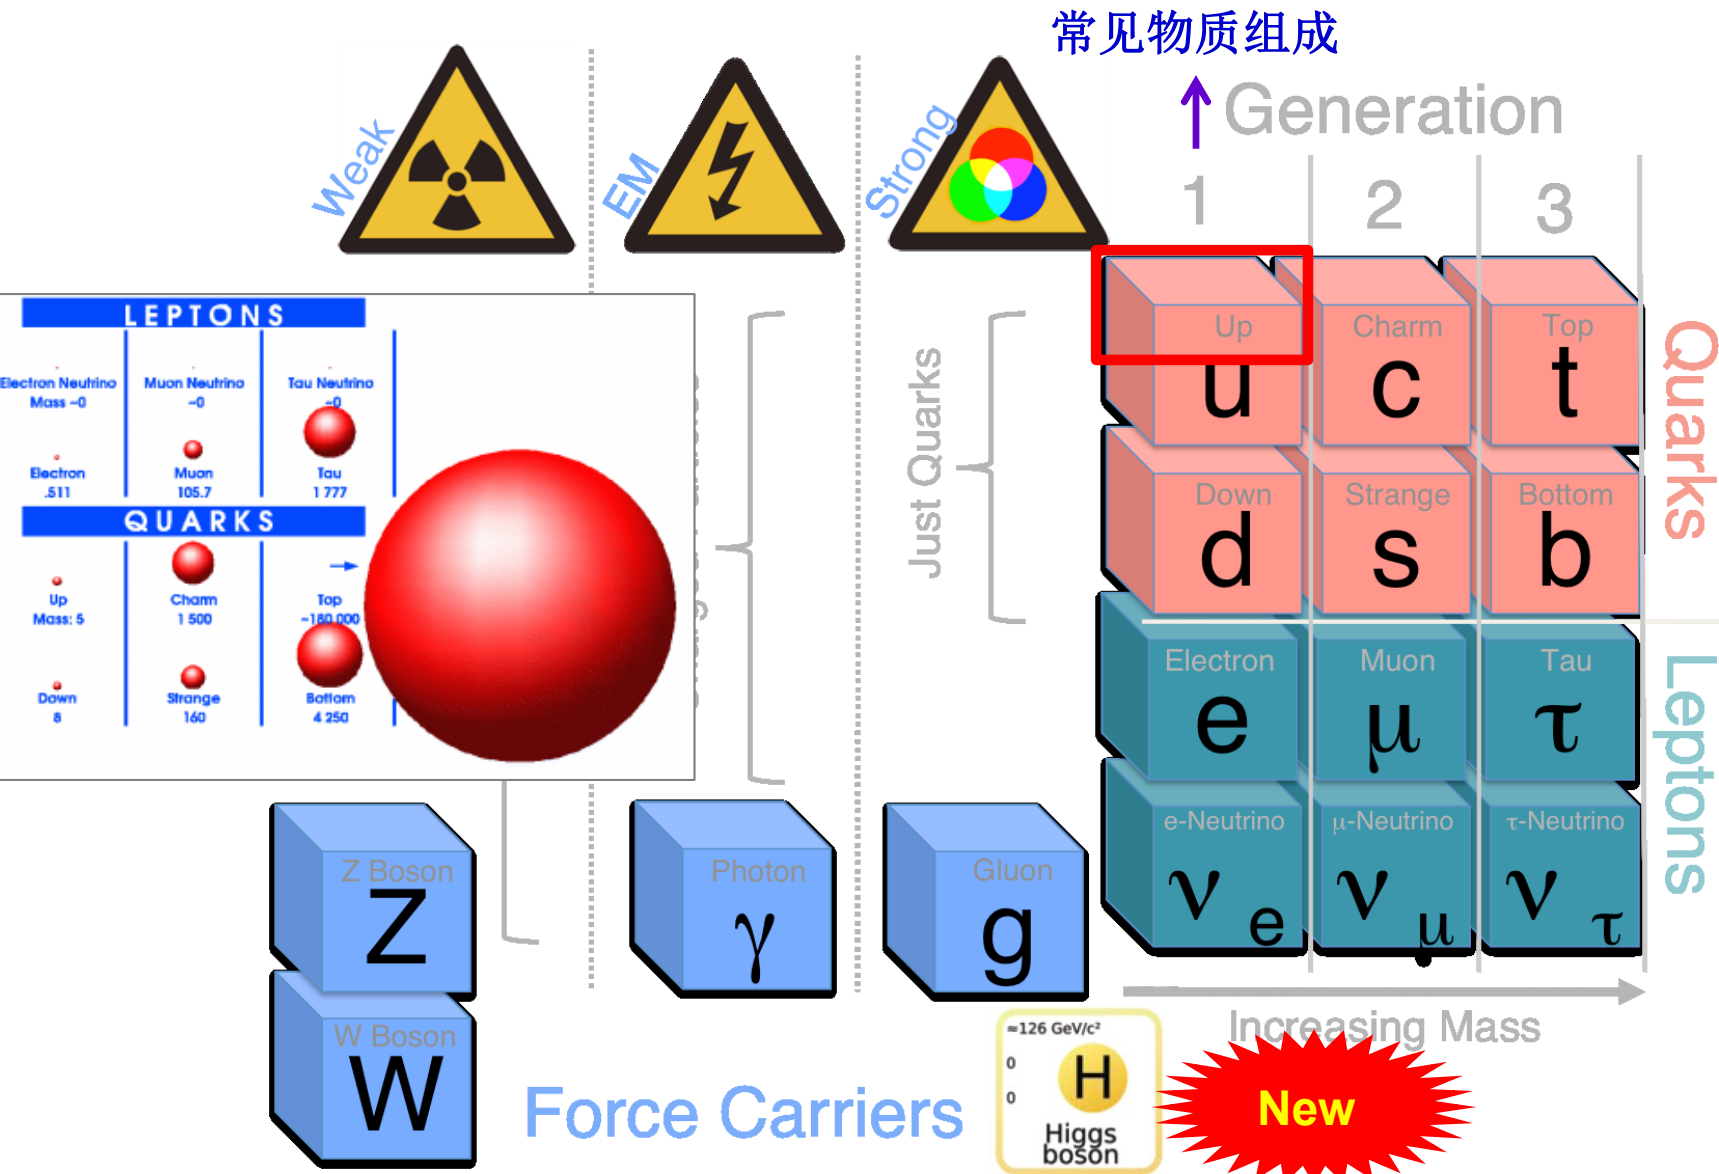 常见物质组成
Generation
1 2 3
Weak
EM
Strong
LEPTONS
Electron Neutrino
Mass ~0
Muon Neutrino
~0
Tau Neutrino
~0
Electron
.511
Muon
105.7
Tau
1 777
QUARKS
Up
Mass: 5
Charm
1 500
Top
~180 000
Down
8
Strange
160
Bottom
4 250
Just Quarks
Up
u
Charm
c
Top
t
Down
d
Strange
s
Bottom
b
Quarks
Electron
e
Muon
μ
Tau
τ
e-Neutrino
ν e
μ-Neutrino
ν μ
τ-Neutrino
ν τ
Leptons
Z Boson
Z
W Boson
W
Photon
γ
Gluon
g
Increasing Mass
Force Carriers
≈126 GeV/c²
0
0
H
Higgs
boson
New